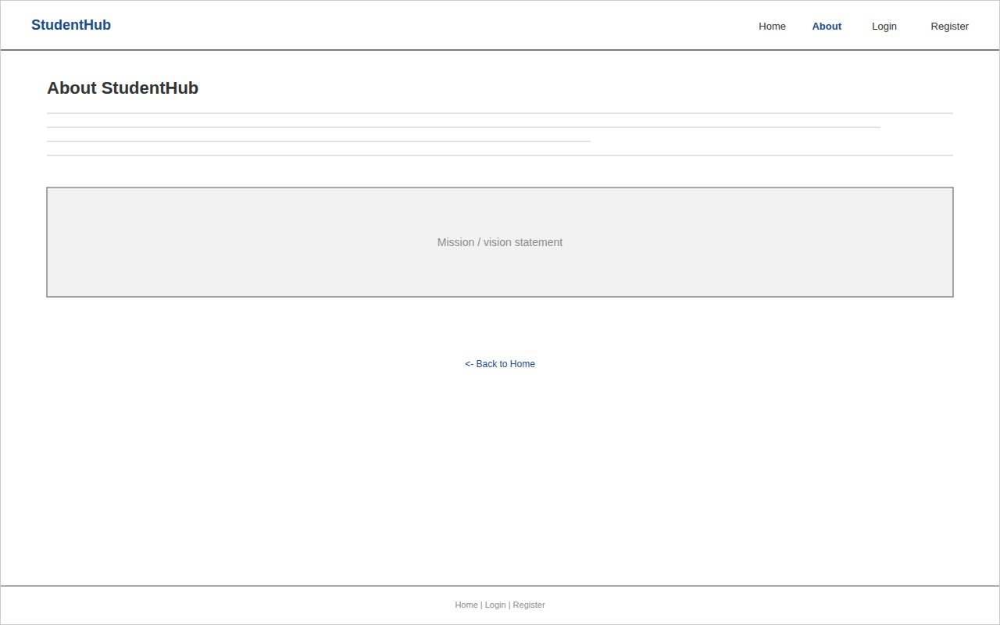 StudentHub
Home About Login Register
About StudentHub
Mission / vision statement
<- Back to Home
Home | Login | Register